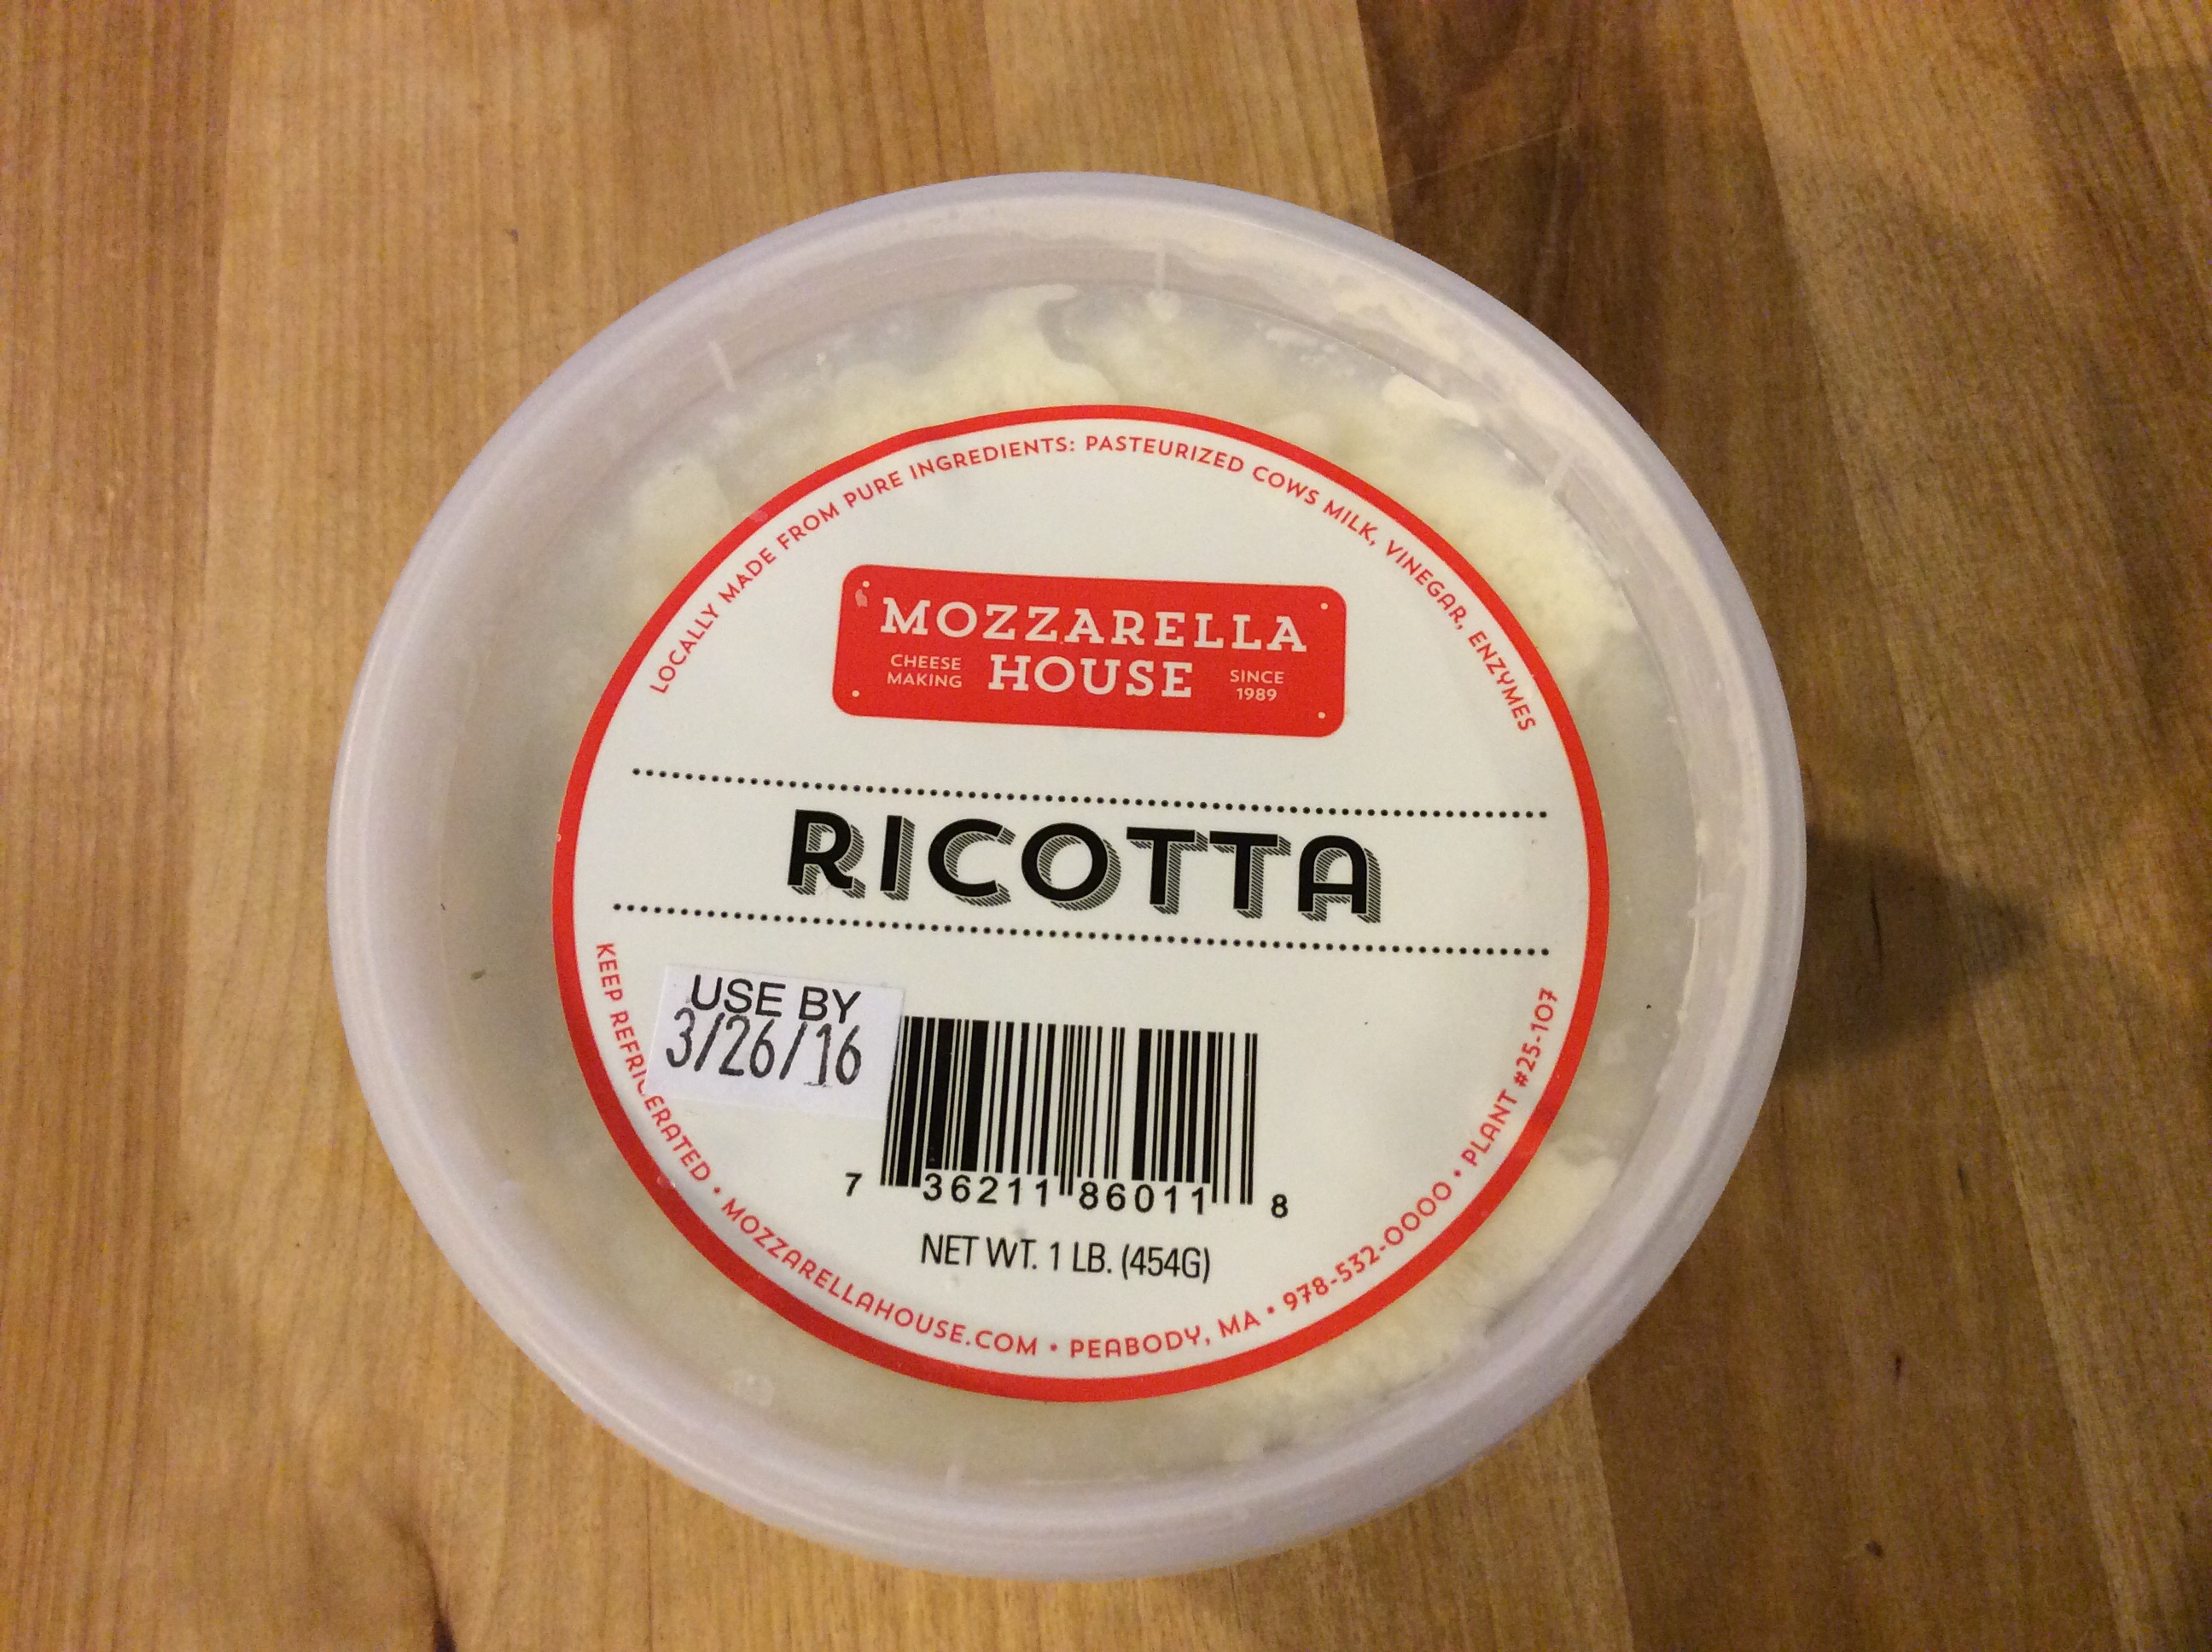 LOCALLY MADE FROM PURE INGREDIENTS: PASTEURIZED COWS MILK, VINEGAR, ENZYMES
MOZZARELLA
HOUSE
CHEESE
MAKING
SINCE
1989
RICOTTA
USE BY
3/26/16
7 36211 86011 8
NET WT. 1 LB. (454G)
KEEP REFRIGERATED • MOZZARELLAHOUSE.COM • PEABODY, MA • 978-532-0000 • PLANT #25-107